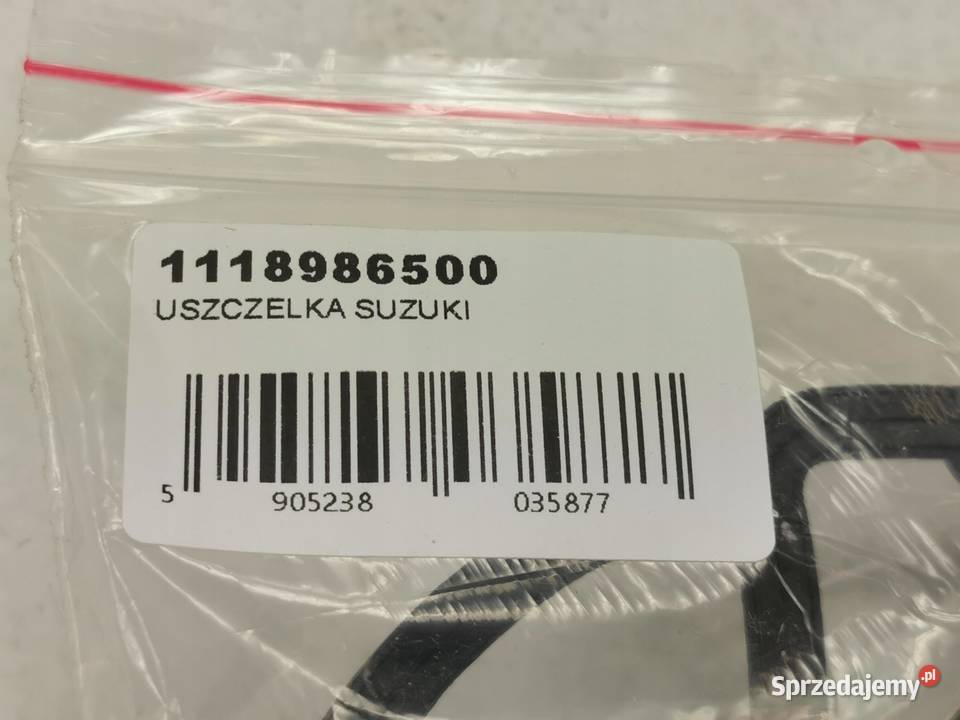 1118986500
USZCZELKA SUZUKI
5 905238 035877
Sprzedajemy.pl